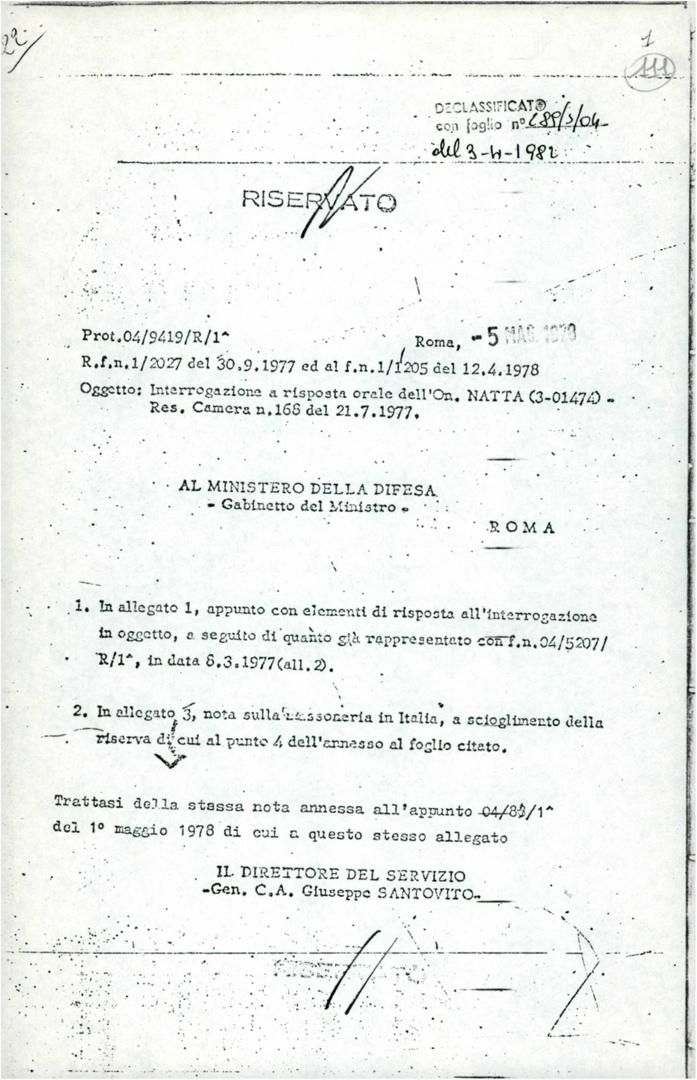 22.
1
111
DECLASSIFICATO
con foglio n°
del
RISERVATO
Prot.04/9419/R/1^
Roma, - 5 MAG. 1978
R.f.n.1/2027 del 30.9.1977 ed al f.n.1/1205 del 12.4.1978
Oggetto: Interrogazione a risposta orale dell'On. NATTA (3-01474) -
Res. Camera n.168 del 21.7.1977.
AL MINISTERO DELLA DIFESA
- Gabinetto del Ministro -
ROMA
1. In allegato 1, appunto con elementi di risposta all'interrogazione
in oggetto, a seguito di quanto già rappresentato con f.n.04/5207/
R/1^, in data 8.3.1977(all.2).
2. In allegato 3, nota sulla massoneria in Italia, a scioglimento della
riserva di cui al punto 4 dell'annesso al foglio citato.
Trattasi della stessa nota annessa all'appunto
del 1° maggio 1978 di cui a questo stesso allegato
IL DIRETTORE DEL SERVIZIO
-Gen. C.A. Giuseppe SANTOVITO-
RISERVATO